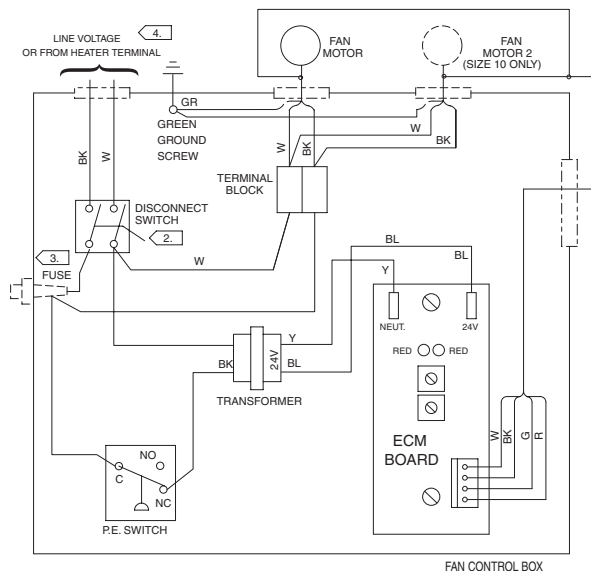 LINE VOLTAGE
OR FROM HEATER TERMINAL
4.
FAN
MOTOR
FAN
MOTOR 2
(SIZE 10 ONLY)
GR
GREEN
GROUND
SCREW
BK
W
W
BK
W
BK
TERMINAL
BLOCK
DISCONNECT
SWITCH
2.
3.
FUSE
W
BL
Y
BL
NEUT.
24V
RED
RED
Y
BK
24V
BL
TRANSFORMER
ECM
BOARD
W
BK
G
R
NO
C
NC
P.E. SWITCH
FAN CONTROL BOX